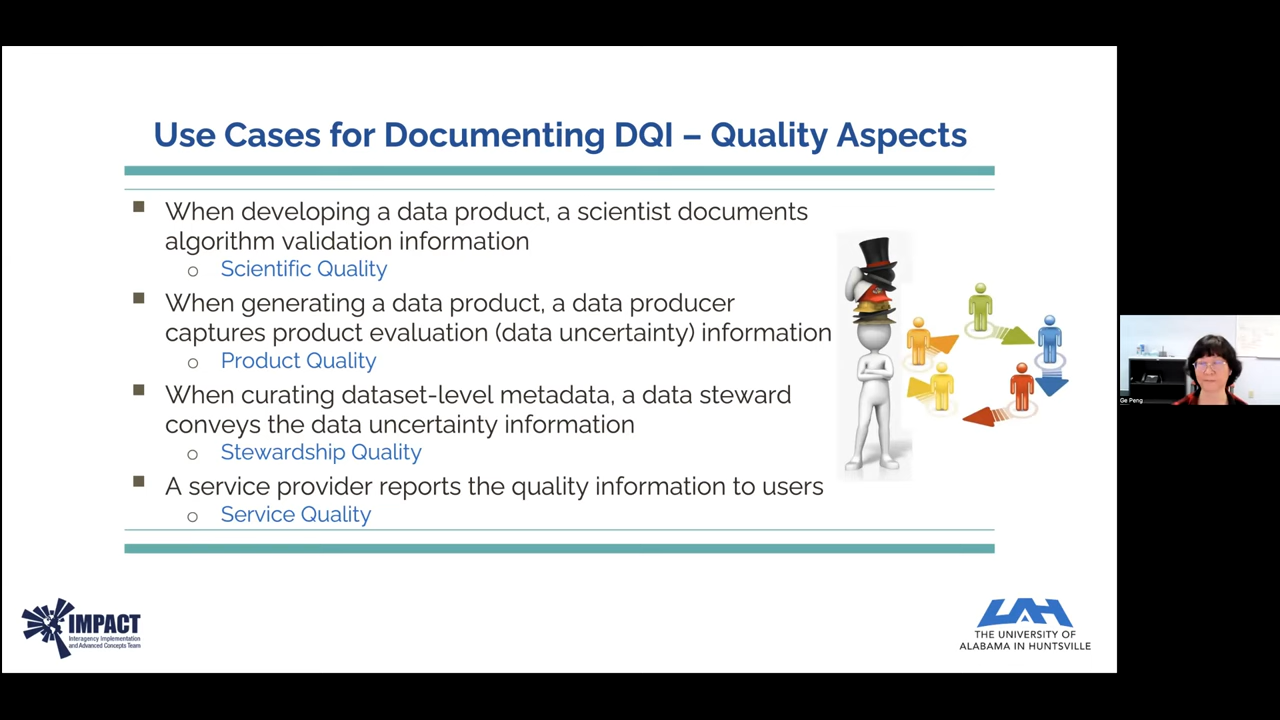 Use Cases for Documenting DQI – Quality Aspects
When developing a data product, a scientist documents
algorithm validation information
Scientific Quality
When generating a data product, a data producer
captures product evaluation (data uncertainty) information
Product Quality
When curating dataset-level metadata, a data steward
conveys the data uncertainty information
Stewardship Quality
A service provider reports the quality information to users
Service Quality
IMPACT
Interagency Implementation
and Advanced Concepts Team
UAH
THE UNIVERSITY OF
ALABAMA IN HUNTSVILLE
Ge Peng